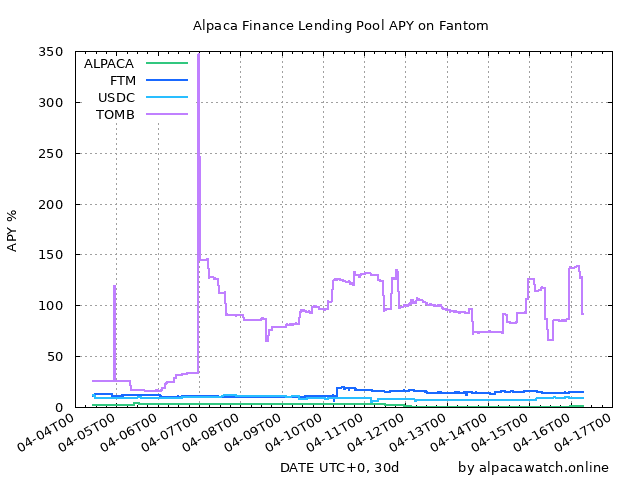 Alpaca Finance Lending Pool APY on Fantom
350
300
250
200
150
100
50
0
APY %
ALPACA
FTM
USDC
TOMB
04-04T00
04-05T00
04-06T00
04-07T00
04-08T00
04-09T00
04-10T00
04-11T00
04-12T00
04-13T00
04-14T00
04-15T00
04-16T00
04-17T00
DATE UTC+0, 30d
by alpacawatch.online